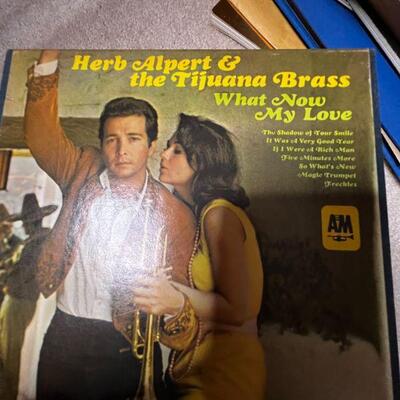 Herb Alpert &
the Tijuana Brass
What Now
My Love
The Shadow of Your Smile
It Was A Very Good Year
If I Were A Rich Man
Five Minutes More
So What's New
Magic Trumpet
Freckles
AM